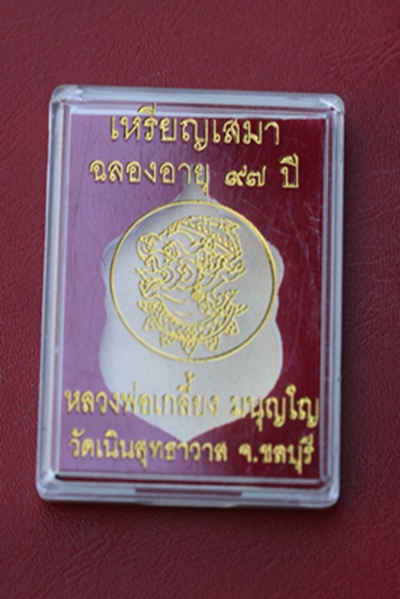 เหรียญเสมา
ฉลองอายุ ๙๗ ปี
หลวงพ่อเกลี้ยง มนุญโญ
วัดเนินสุทธาวาส จ.ชลบุรี